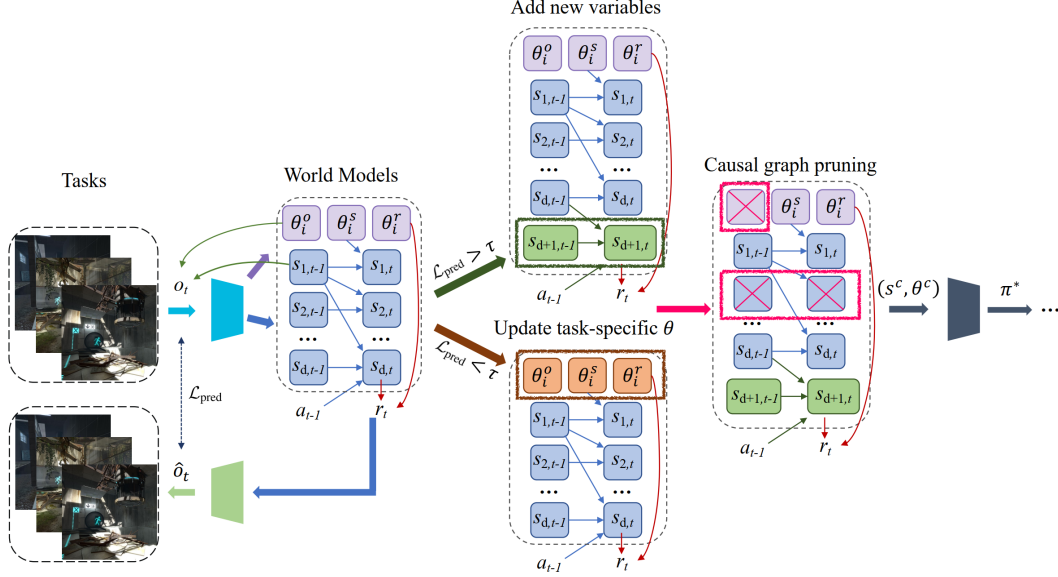 Tasks
o_t
ℒ_pred
ô_t
World Models
θ_i^o θ_i^s θ_i^r
s_{1,t-1} s_{1,t}
s_{2,t-1} s_{2,t}
•••
s_{d,t-1} s_{d,t}
a_{t-1} r_t
ℒ_pred > τ
ℒ_pred < τ
Add new variables
θ_i^o θ_i^s θ_i^r
s_{1,t-1} s_{1,t}
s_{2,t-1} s_{2,t}
••• •••
s_{d,t-1} s_{d,t}
s_{d+1,t-1} s_{d+1,t}
a_{t-1} r_t
Update task-specific θ
θ_i^o θ_i^s θ_i^r
s_{1,t-1} s_{1,t}
s_{2,t-1} s_{2,t}
••• •••
s_{d,t-1} s_{d,t}
a_{t-1} r_t
Causal graph pruning
θ_i^s θ_i^r
s_{1,t-1} s_{1,t}
••• •••
s_{d,t-1} s_{d,t}
s_{d+1,t-1} s_{d+1,t}
a_{t-1} r_t
(s^c, θ^c)
π*
•••